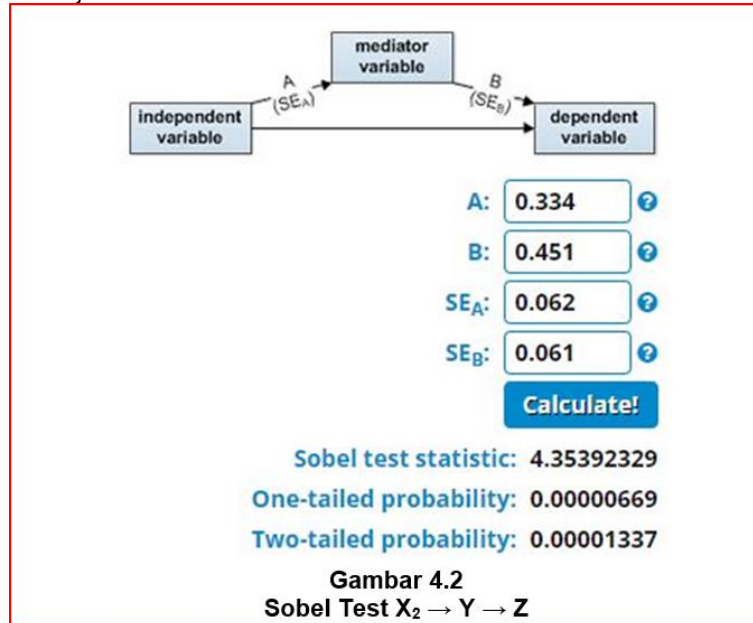 mediator
variable
A
(SEA)
B
(SEB)
independent
variable
dependent
variable
A: 0.334
B: 0.451
SEA: 0.062
SEB: 0.061
Calculate!
Sobel test statistic: 4.35392329
One-tailed probability: 0.00000669
Two-tailed probability: 0.00001337
Gambar 4.2
Sobel Test X₂ → Y → Z